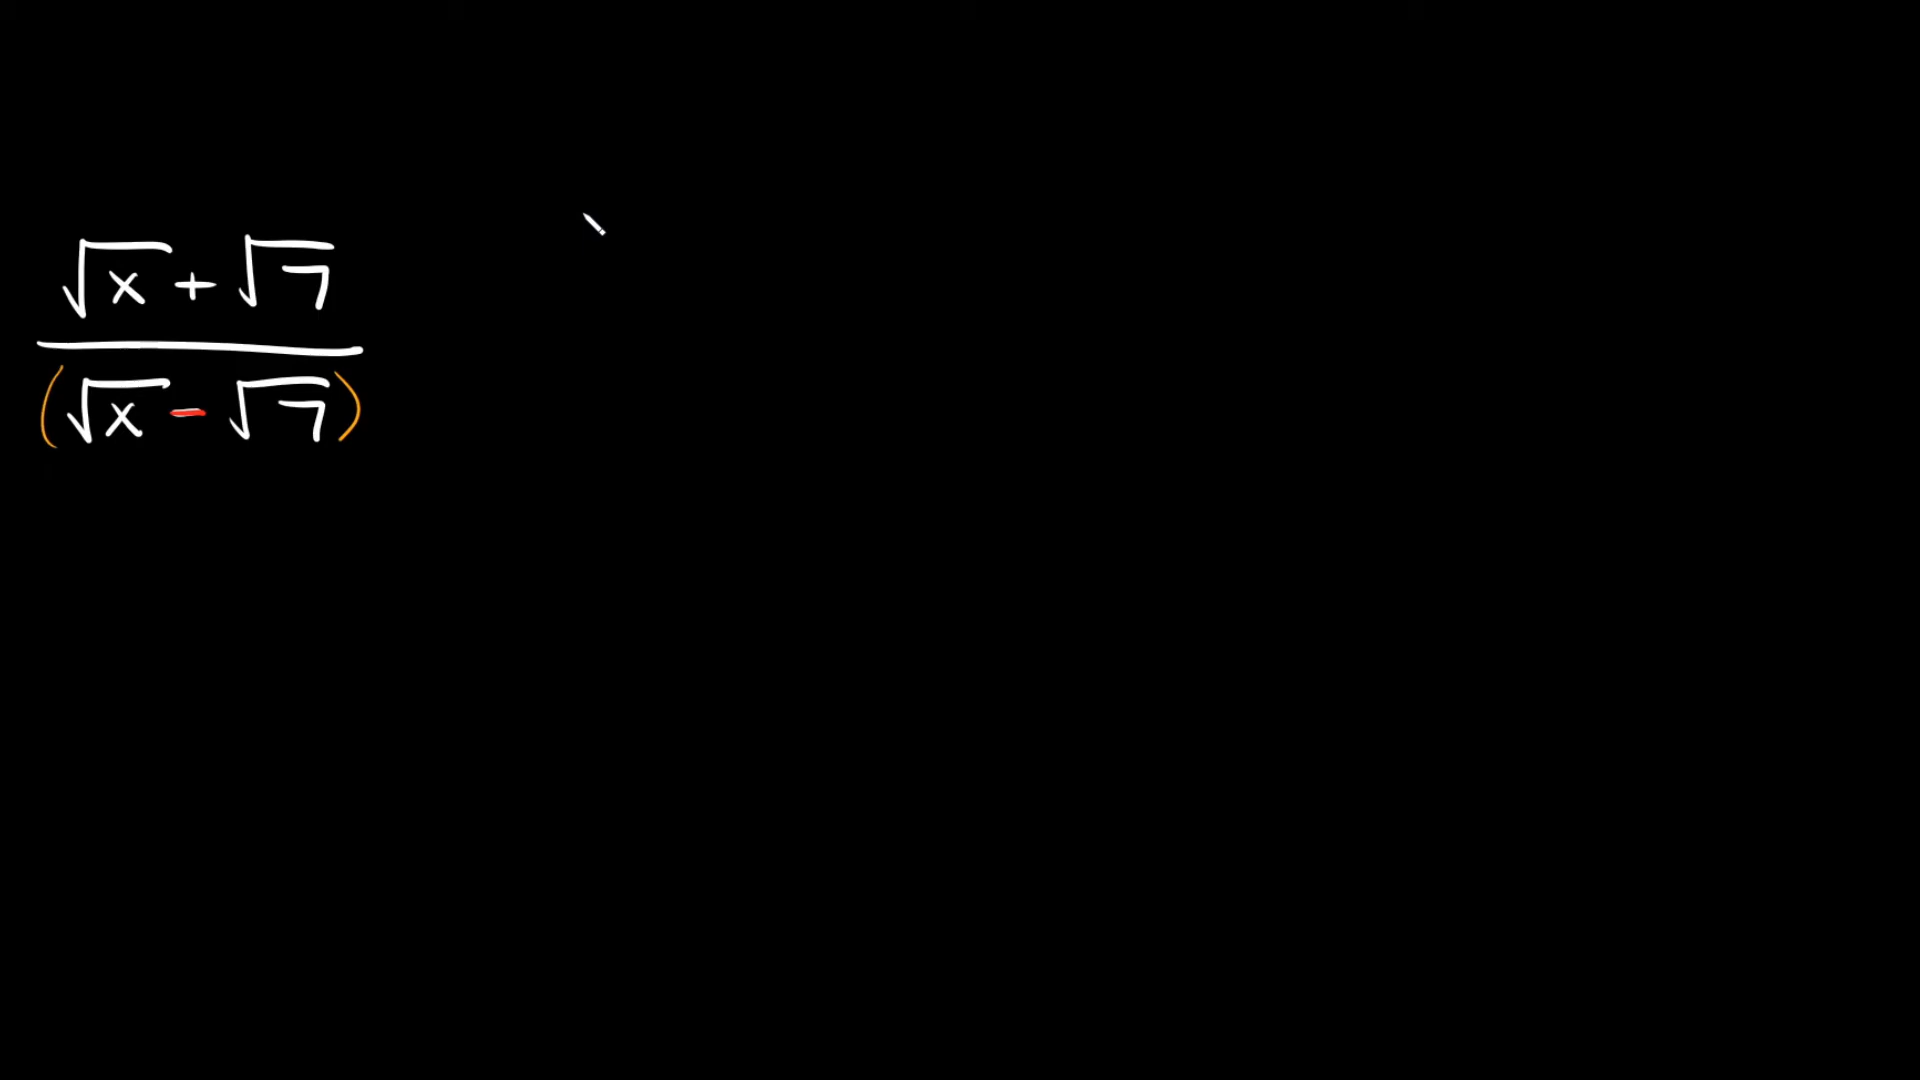 √x + √7
(√x - √7)